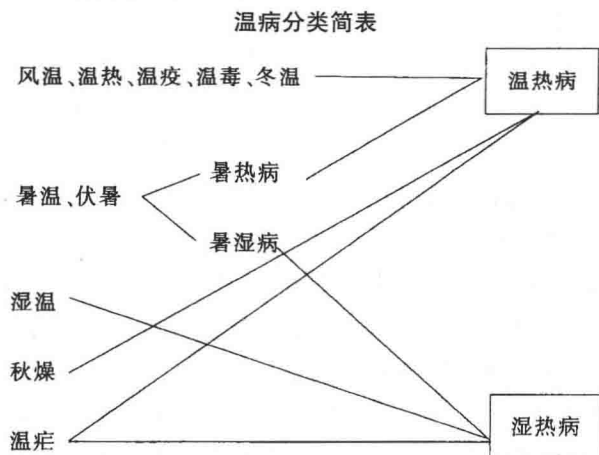 温病分类简表
风温、温热、温疫、温毒、冬温
温热病
暑热病
暑温、伏暑
暑湿病
湿温
秋燥
湿热病
温疟